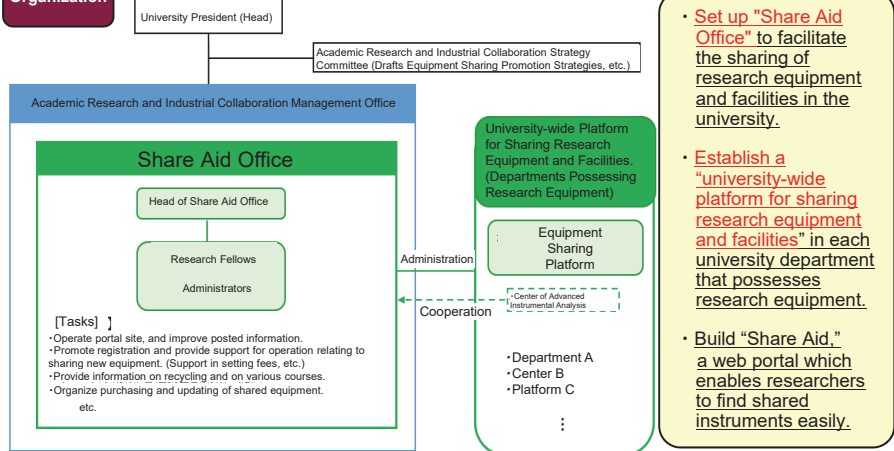 Organization
University President (Head)
Academic Research and Industrial Collaboration Strategy
Committee (Drafts Equipment Sharing Promotion Strategies, etc.)
Academic Research and Industrial Collaboration Management Office
Share Aid Office
Head of Share Aid Office
Research Fellows
Administrators
[Tasks] 】
・Operate portal site, and improve posted information.
・Promote registration and provide support for operation relating to
sharing new equipment. (Support in setting fees, etc.)
・Provide information on recycling and on various courses.
・Organize purchasing and updating of shared equipment.
etc.
Administration
Cooperation
University-wide Platform
for Sharing Research
Equipment and Facilities.
(Departments Possessing
Research Equipment)
:
Equipment
Sharing
Platform
・Center of Advanced
Instrumental Analysis
・Department A
・Center B
・Platform C
⋮
・Set up "Share Aid
Office" to facilitate
the sharing of
research equipment
and facilities in the
university.
・Establish a
“university-wide
platform for sharing
research equipment
and facilities” in each
university department
that possesses
research equipment.
・Build “Share Aid,”
a web portal which
enables researchers
to find shared
instruments easily.